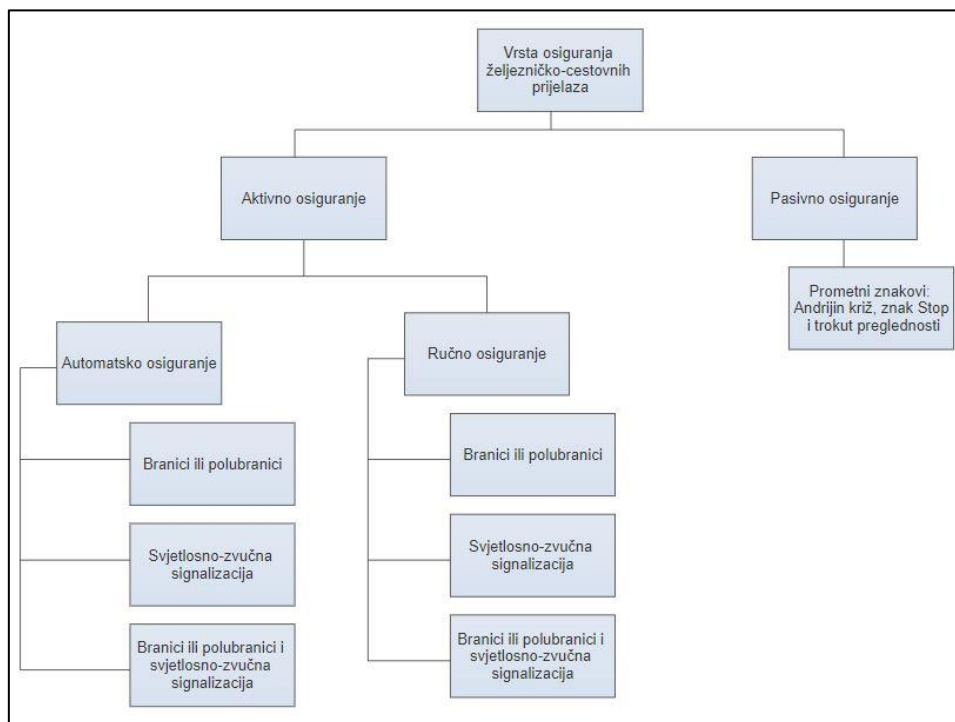 Vrsta osiguranja
željezničko-cestovnih
prijelaza
Aktivno osiguranje
Pasivno osiguranje
Prometni znakovi:
Andrijin križ, znak Stop
i trokut preglednosti
Automatsko osiguranje
Ručno osiguranje
Branici ili polubranici
Svjetlosno-zvučna
signalizacija
Branici ili polubranici i
svjetlosno-zvučna
signalizacija
Branici ili polubranici
Svjetlosno-zvučna
signalizacija
Branici ili polubranici i
svjetlosno-zvučna
signalizacija